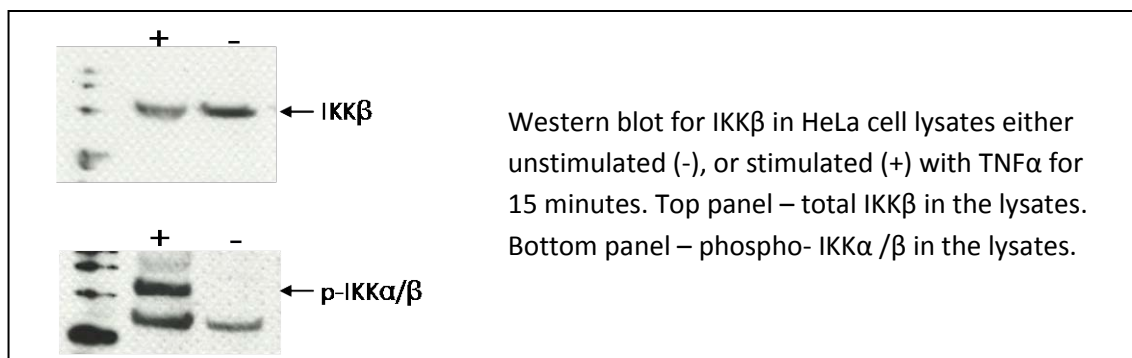 + -
IKKβ
+ -
p-IKKα/β
Western blot for IKKβ in HeLa cell lysates either
unstimulated (-), or stimulated (+) with TNFα for
15 minutes. Top panel – total IKKβ in the lysates.
Bottom panel – phospho- IKKα /β in the lysates.